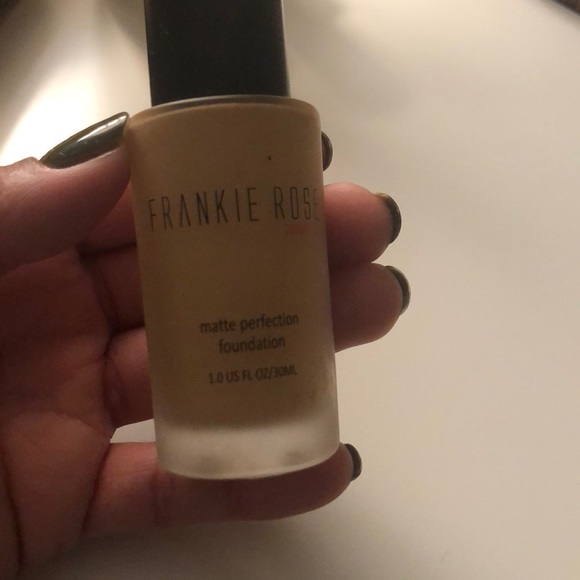 FRANKIE ROSE
matte perfection
foundation
1.0 US FL OZ/30ML